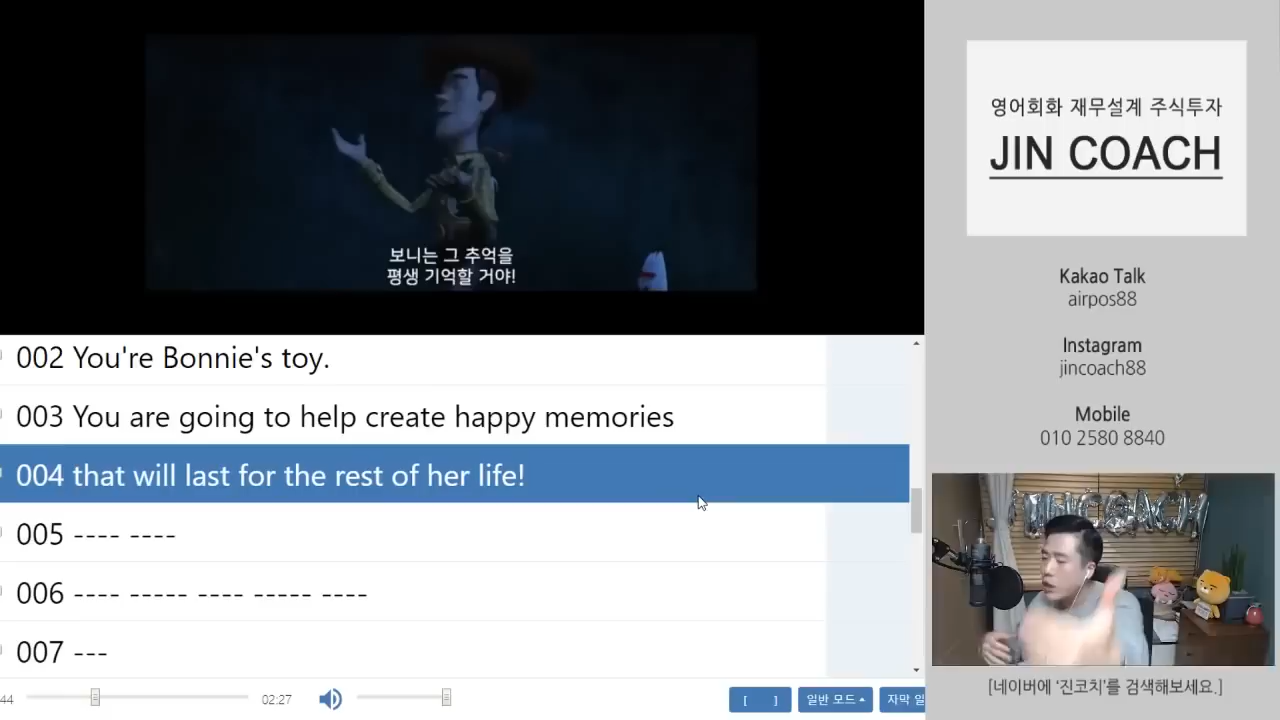 보니는 그 추억을
평생 기억할 거야!
002 You're Bonnie's toy.
003 You are going to help create happy memories
004 that will last for the rest of her life!
005 ---- ----
006 ---- ----- ---- ----- ----
007 ---
44
02:27
[ ]
일반 모드
자막 일
영어회화 재무설계 주식투자
JIN COACH
Kakao Talk
airpos88
Instagram
jincoach88
Mobile
010 2580 8840
JINCOACH
[네이버에 '진코치'를 검색해보세요.]